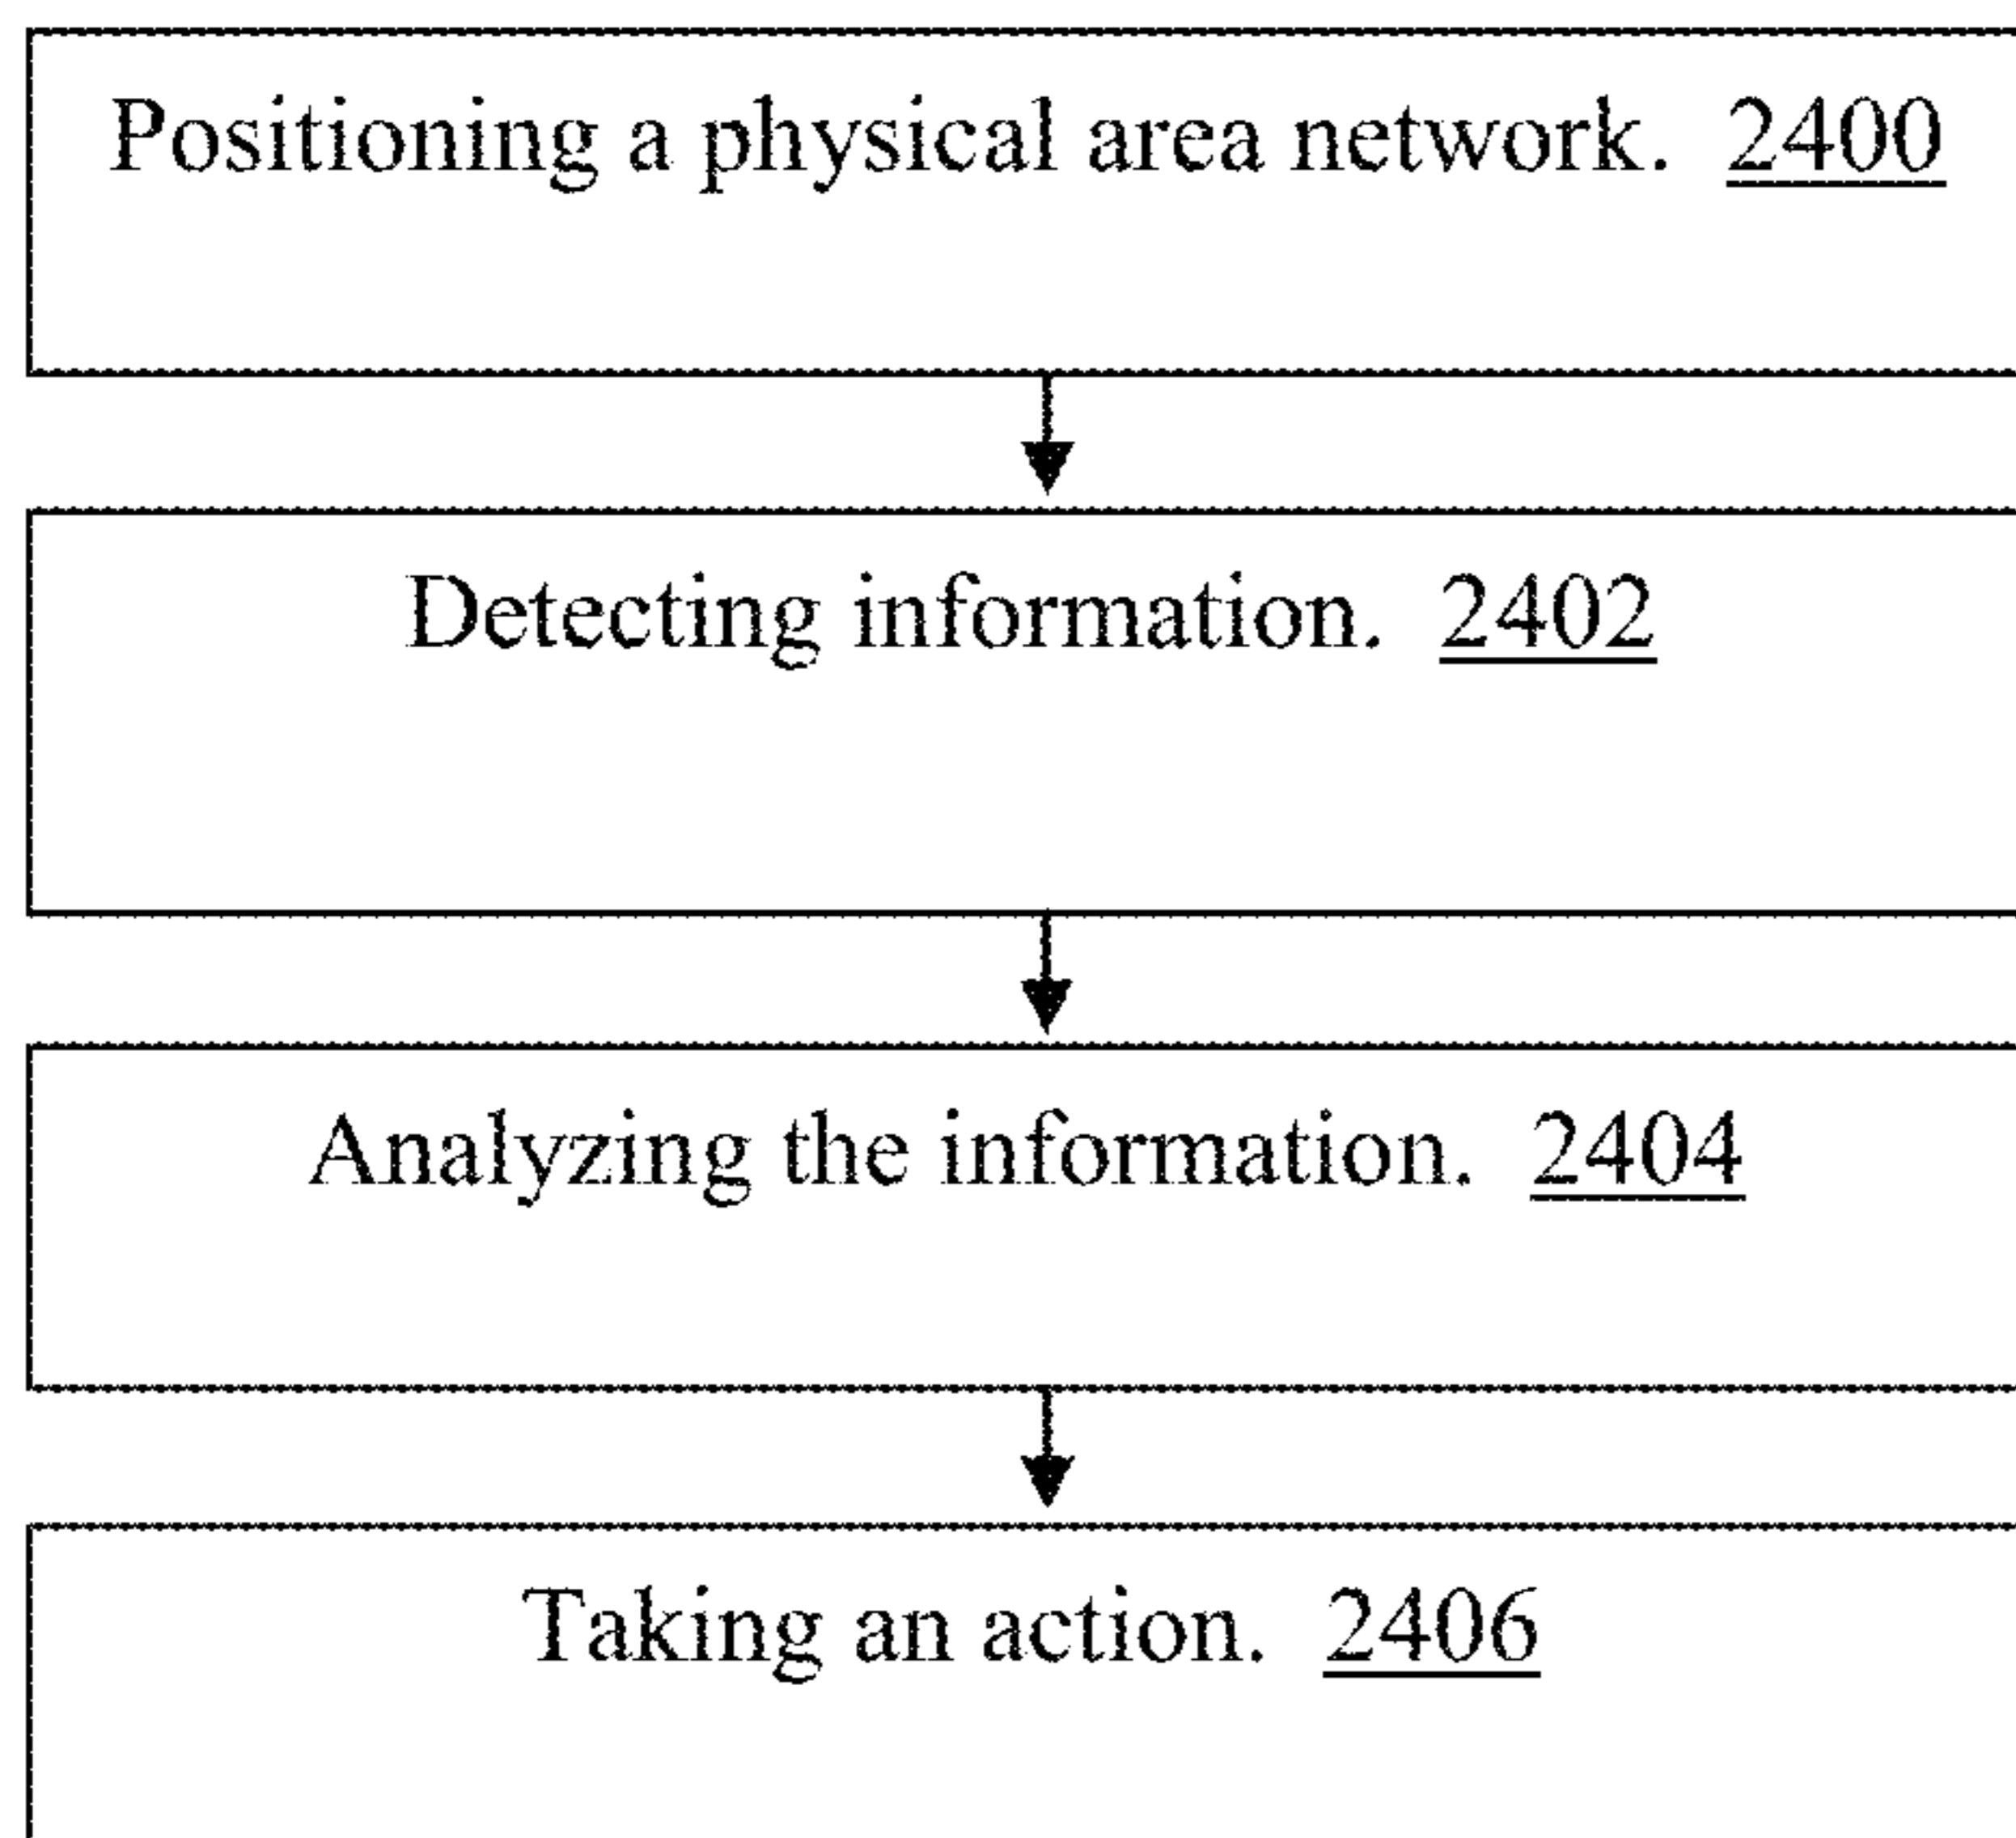 Positioning a physical area network. 2400
Detecting information. 2402
Analyzing the information. 2404
Taking an action. 2406